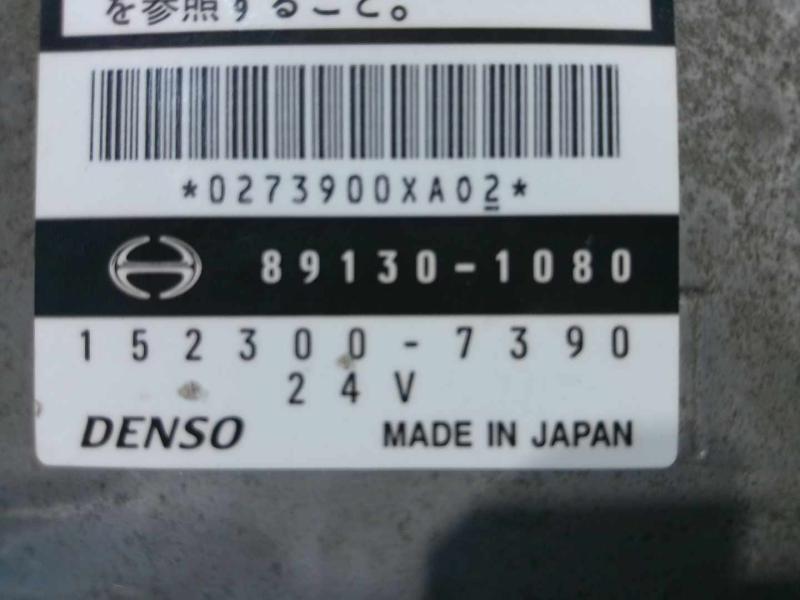 を参照すること。
*0273900XA02*
89130-1080
152300-7390
24V
DENSO
MADE IN JAPAN